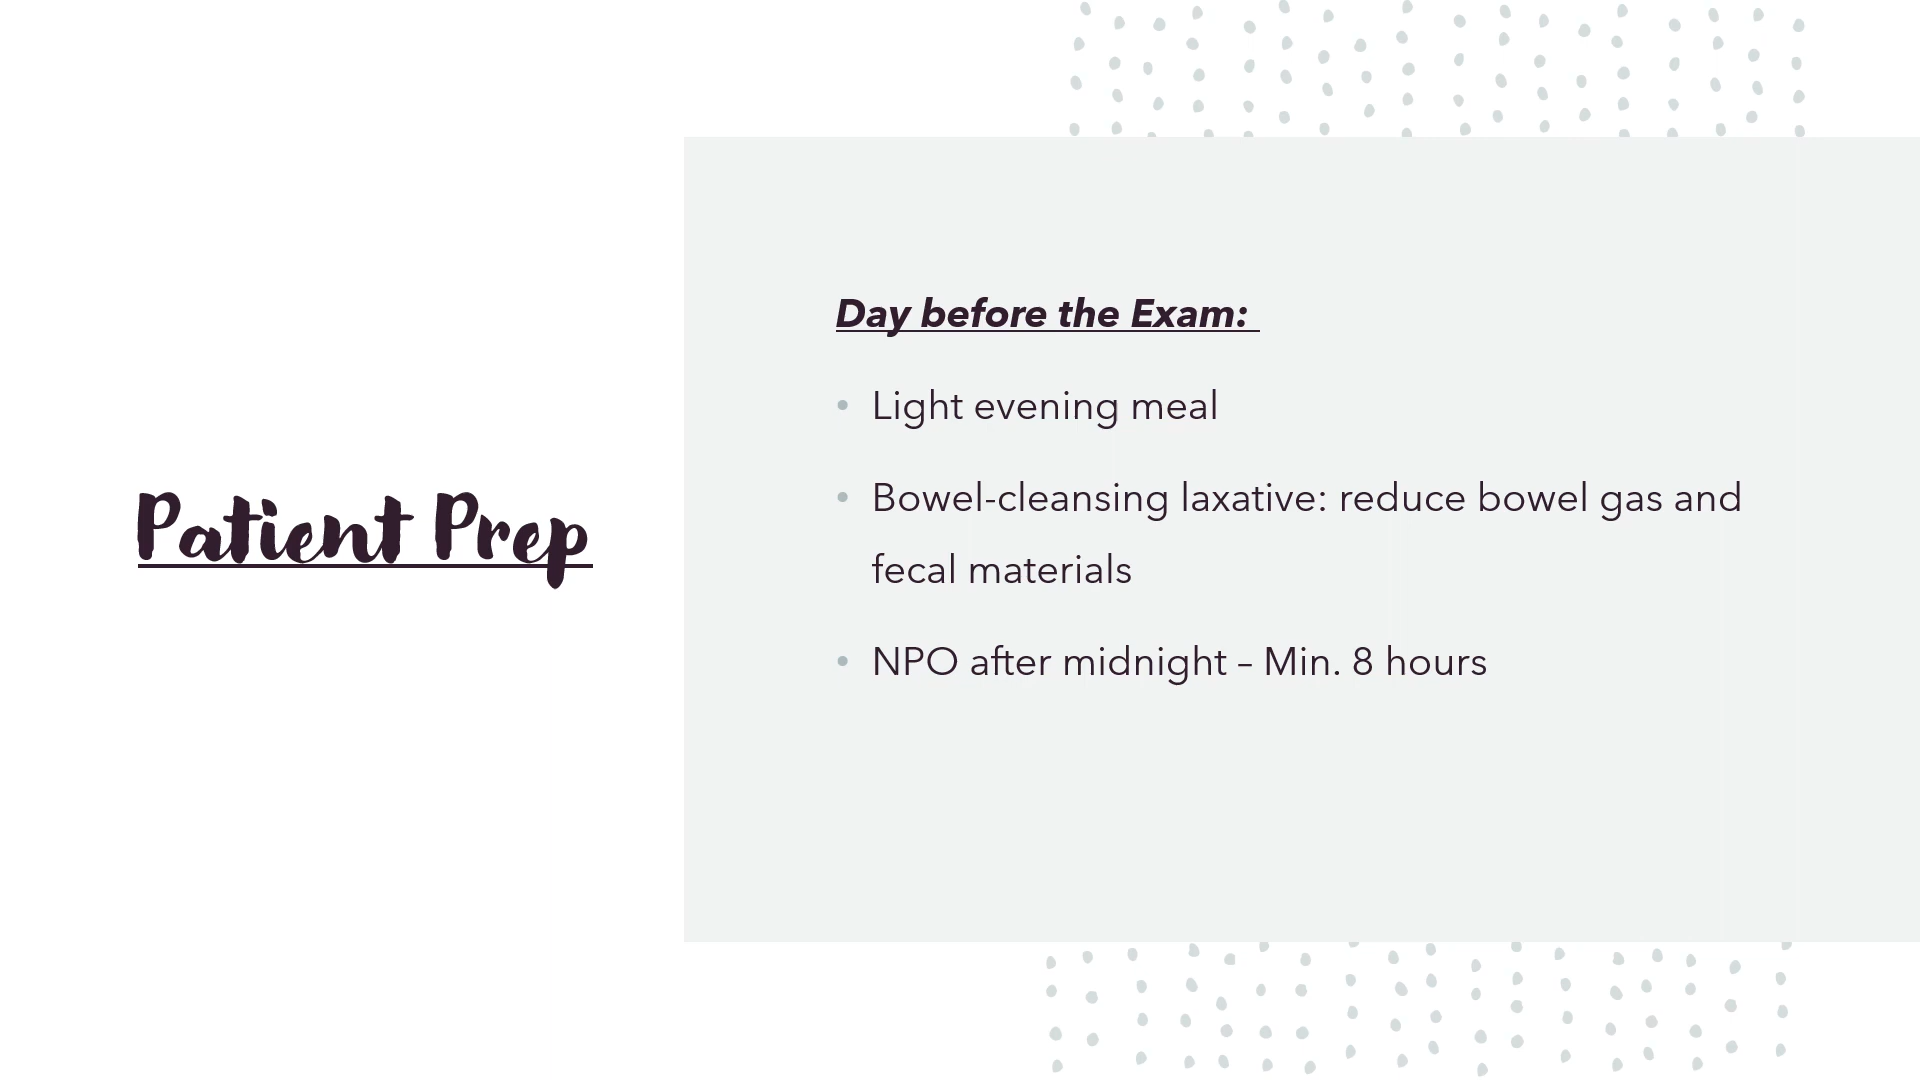 Patient Prep
Day before the Exam:
• Light evening meal
• Bowel-cleansing laxative: reduce bowel gas and
fecal materials
• NPO after midnight – Min. 8 hours